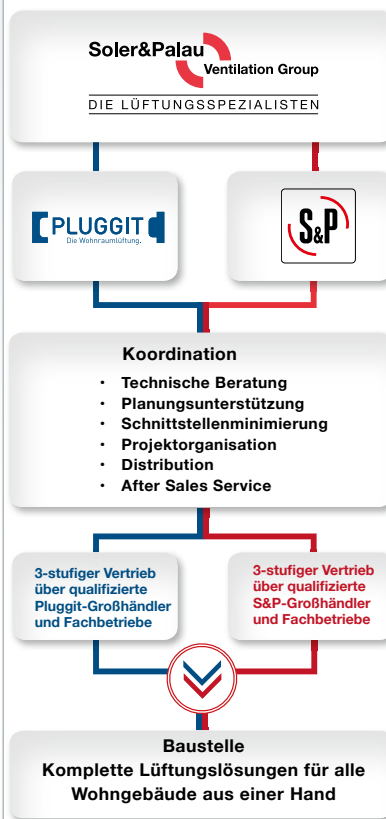 Soler&Palau
Ventilation Group
DIE LÜFTUNGSSPEZIALISTEN
PLUGGIT
Die Wohnraumlüftung.
S&P
Koordination
· Technische Beratung
· Planungsunterstützung
· Schnittstellenminimierung
· Projektorganisation
· Distribution
· After Sales Service
3-stufiger Vertrieb
über qualifizierte
Pluggit-Großhändler
und Fachbetriebe
3-stufiger Vertrieb
über qualifizierte
S&P-Großhändler
und Fachbetriebe
Baustelle
Komplette Lüftungslösungen für alle
Wohngebäude aus einer Hand